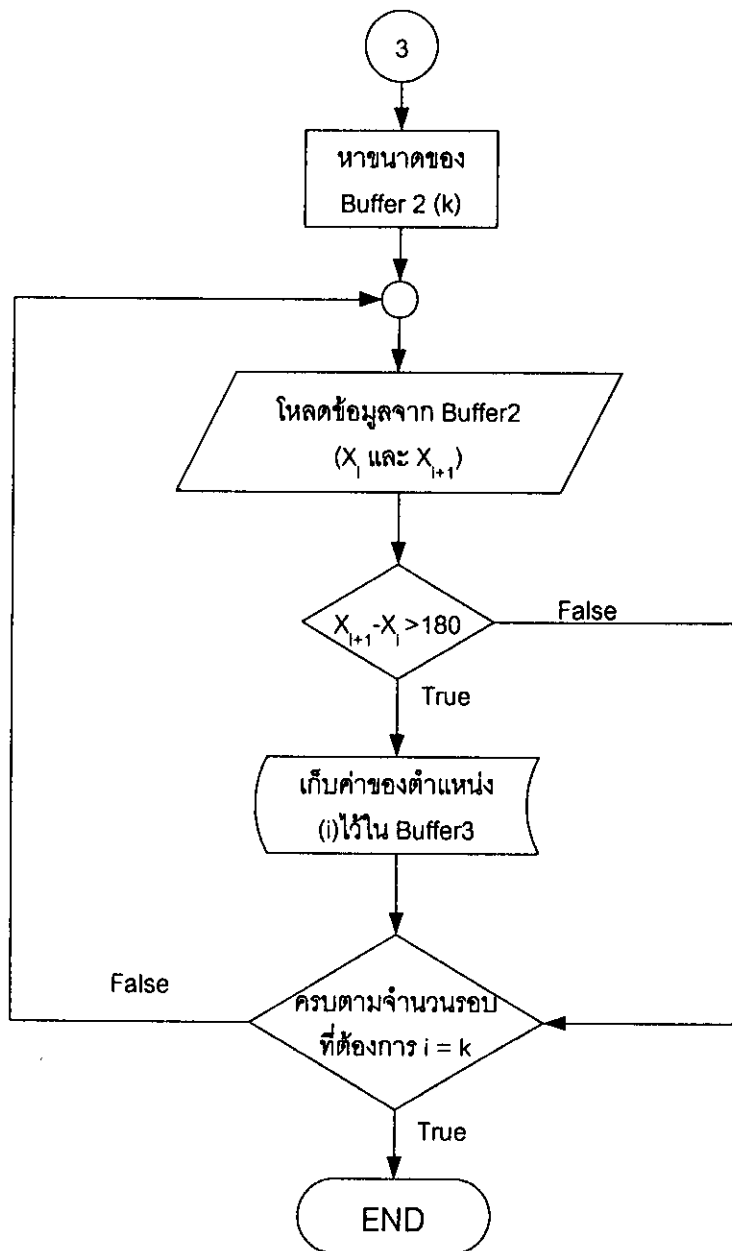 3
หาขนาดของ
Buffer 2 (k)
โหลดข้อมูลจาก Buffer2
(Xᵢ และ Xᵢ₊₁)
Xᵢ₊₁-Xᵢ >180
False
True
เก็บค่าของตำแหน่ง
(i)ไว้ใน Buffer3
False
ครบตามจำนวนรอบ
ที่ต้องการ i = k
True
END